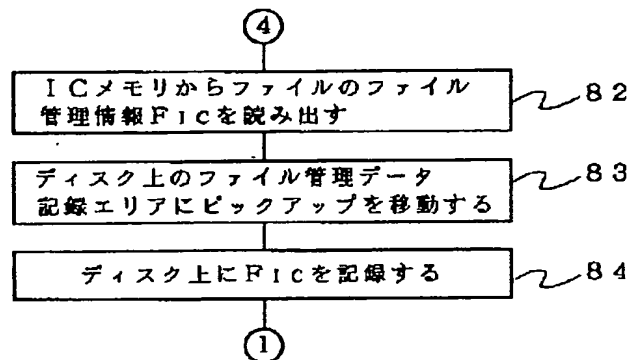 ④
ＩＣメモリからファイルのファイル
管理情報Ｆｉｃを読み出す
８２
ディスク上のファイル管理データ
記録エリアにピックアップを移動する
８３
ディスク上にＦｉｃを記録する
８４
①